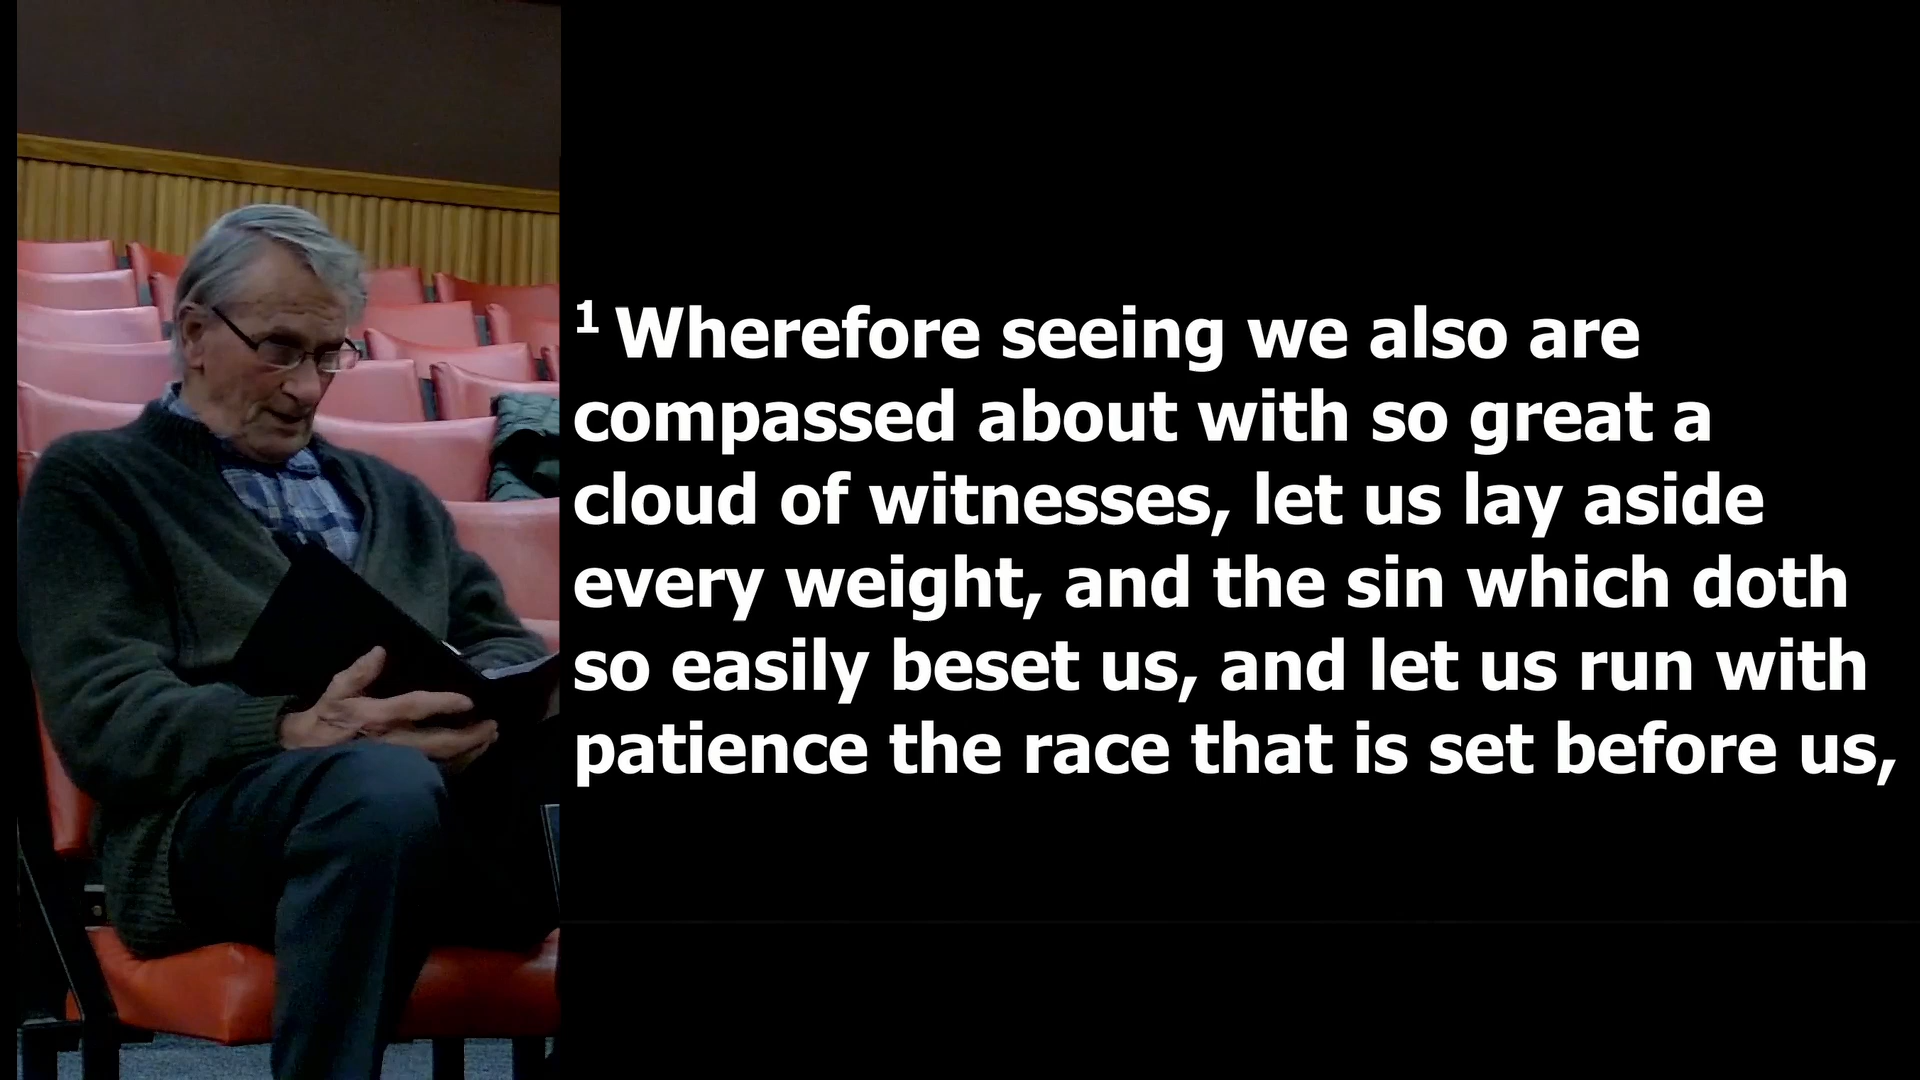 1 Wherefore seeing we also are
compassed about with so great a
cloud of witnesses, let us lay aside
every weight, and the sin which doth
so easily beset us, and let us run with
patience the race that is set before us,